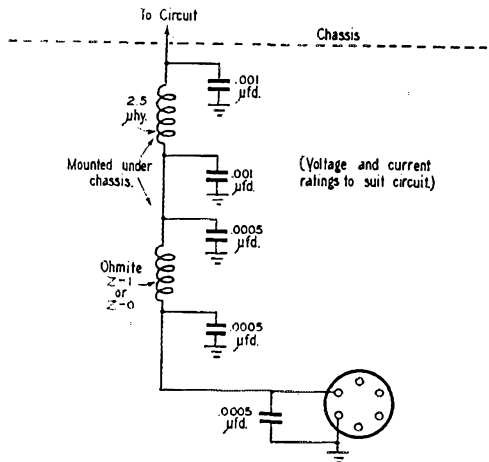 To Circuit
Chassis
.001
µfd.
2.5
µhy.
Mounted under
chassis.
(Voltage and current
ratings to suit circuit.)
.001
µfd.
.0005
µfd.
Ohmite
Z-1
or
Z-0
.0005
µfd.
.0005
µfd.